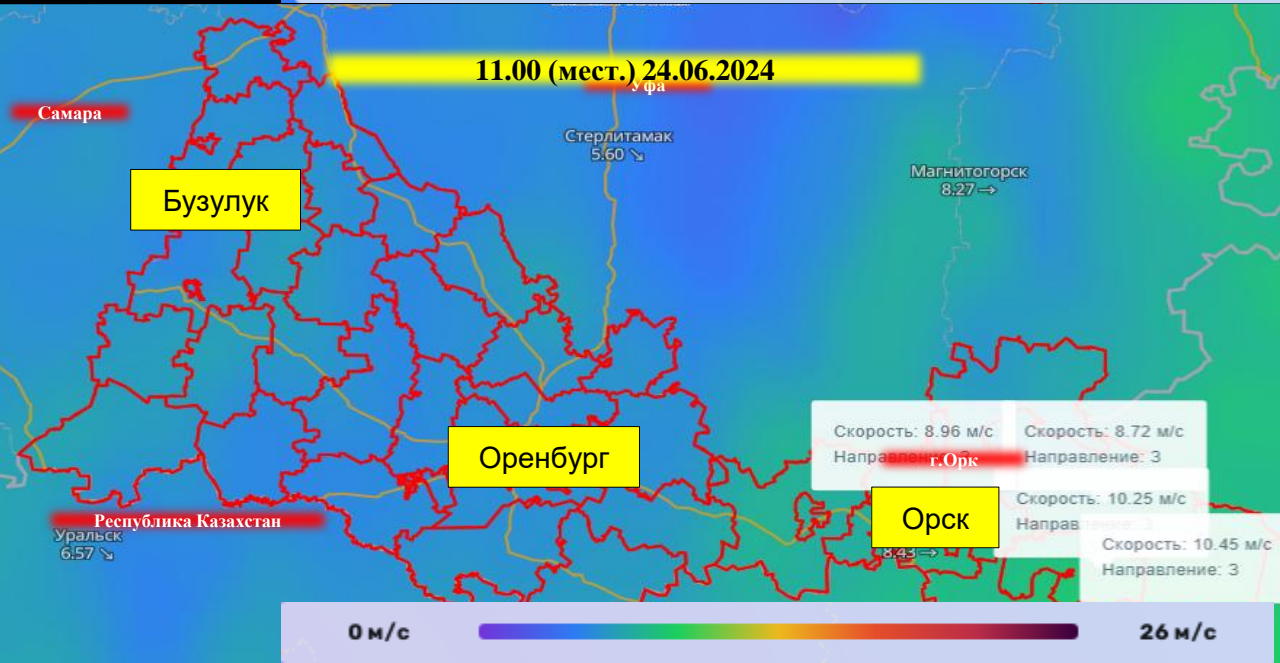 11.00 (мест.) 24.06.2024
Уфа
Самара
Стерлитамак
5.60 ↘
Магнитогорск
8.27 →
Бузулук
Скорость: 8.96 м/с
Направление: З
Скорость: 8.72 м/с
Направление: З
г.Орк
Оренбург
Скорость: 10.25 м/с
Орск
8.43 →
Республика Казахстан
Уральск
6.57 ↘
Скорость: 10.45 м/с
Направление: З
0 м/с
26 м/с